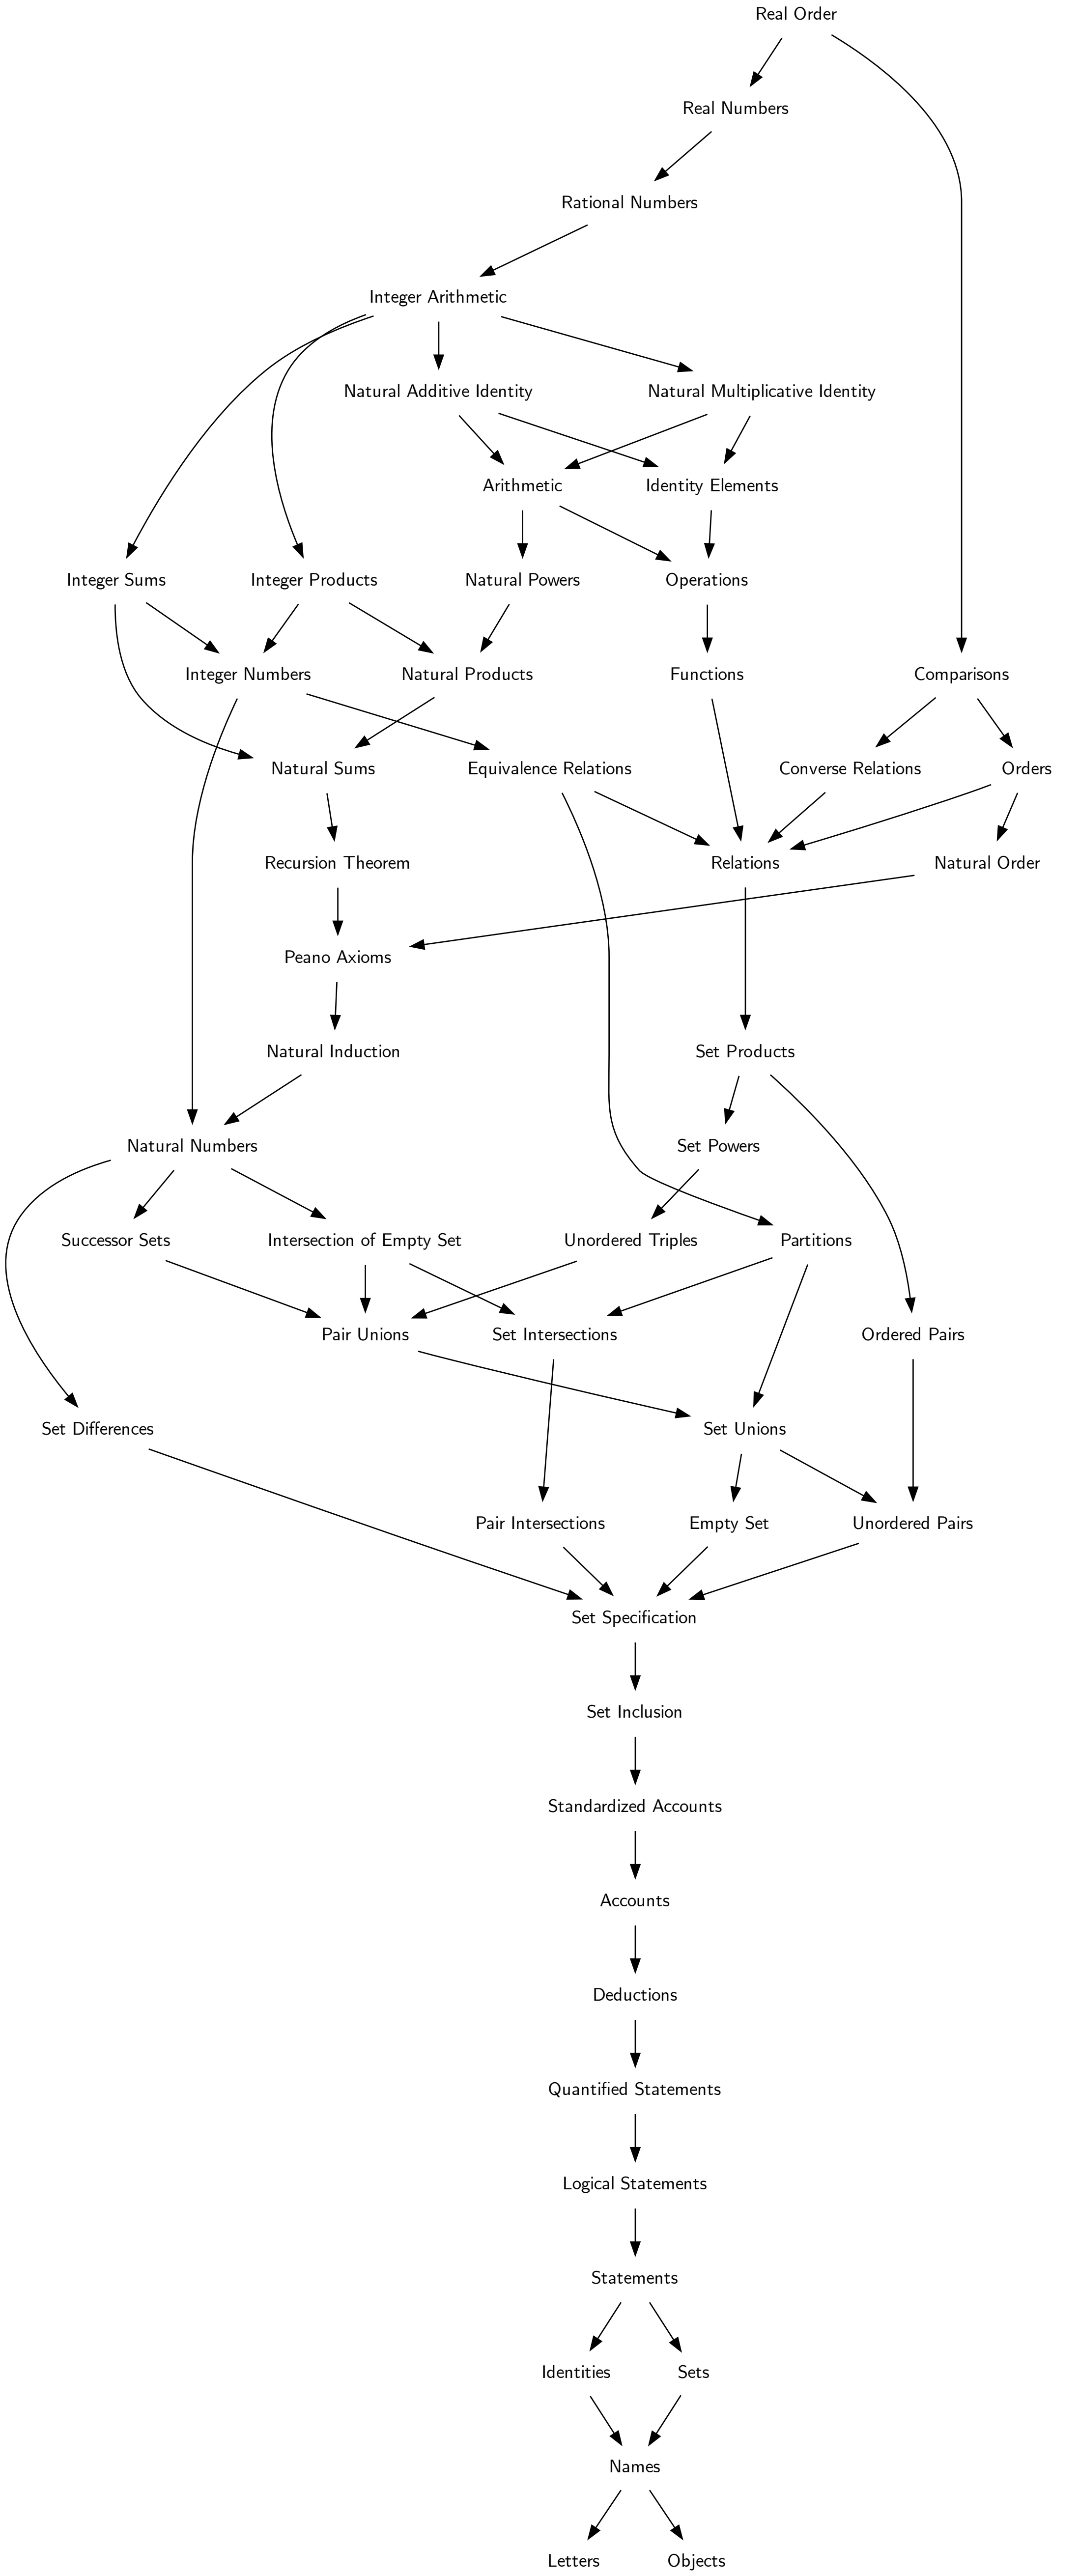 Real Order
Real Numbers
Rational Numbers
Integer Arithmetic
Natural Additive Identity
Natural Multiplicative Identity
Arithmetic
Identity Elements
Integer Sums
Integer Products
Natural Powers
Operations
Integer Numbers
Natural Products
Functions
Comparisons
Natural Sums
Equivalence Relations
Converse Relations
Orders
Recursion Theorem
Relations
Natural Order
Peano Axioms
Natural Induction
Set Products
Natural Numbers
Set Powers
Successor Sets
Intersection of Empty Set
Unordered Triples
Partitions
Pair Unions
Set Intersections
Ordered Pairs
Set Differences
Set Unions
Pair Intersections
Empty Set
Unordered Pairs
Set Specification
Set Inclusion
Standardized Accounts
Accounts
Deductions
Quantified Statements
Logical Statements
Statements
Identities
Sets
Names
Letters
Objects